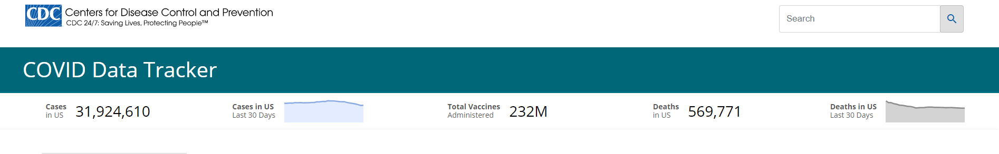 CDC
Centers for Disease Control and Prevention
CDC 24/7: Saving Lives, Protecting People™
Search
COVID Data Tracker
Cases
in US
31,924,610
Cases in US
Last 30 Days
Total Vaccines
Administered
232M
Deaths
in US
569,771
Deaths in US
Last 30 Days